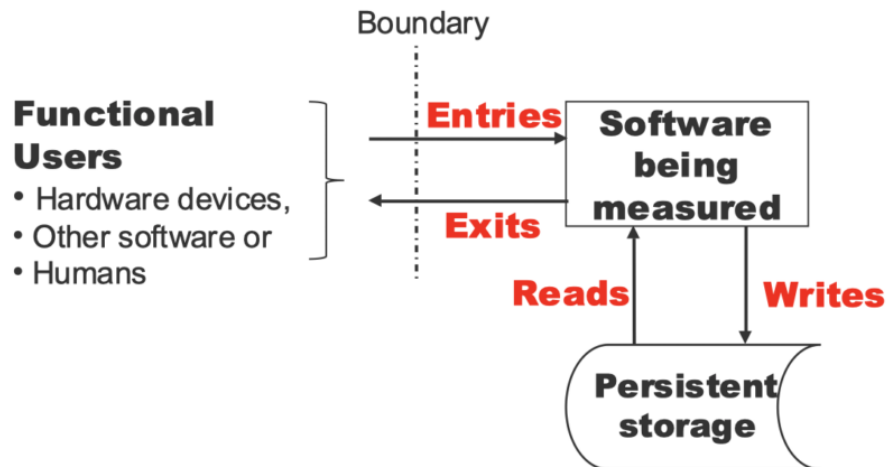 Boundary
Functional
Users
• Hardware devices,
• Other software or
• Humans
Entries
Exits
Software
being
measured
Reads
Writes
Persistent
storage